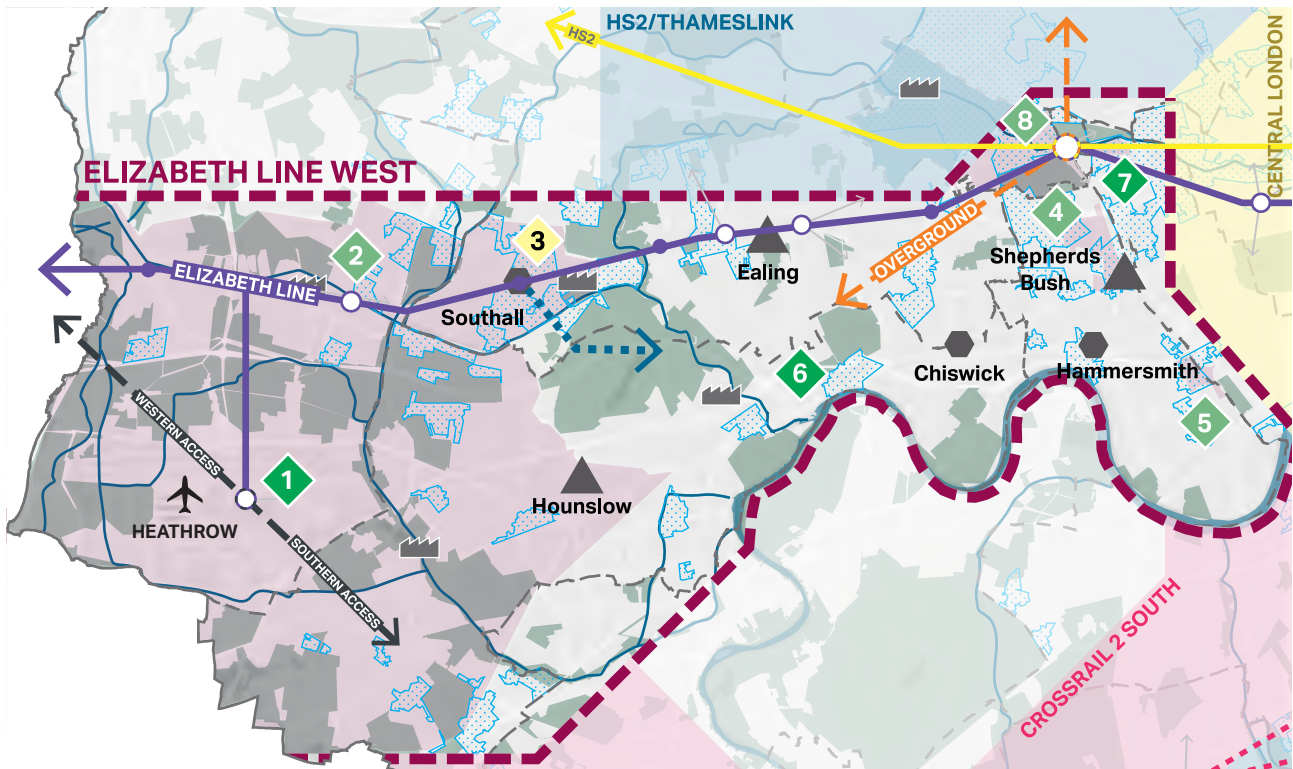 HS2/THAMESLINK
HS2
CENTRAL LONDON
8
ELIZABETH LINE WEST
7
4
2
3
OVERGROUND
Shepherds
Bush
Ealing
ELIZABETH LINE
Southall
6
Chiswick
Hammersmith
WESTERN ACCESS
5
1
Hounslow
HEATHROW
SOUTHERN ACCESS
CROSSRAIL 2 SOUTH